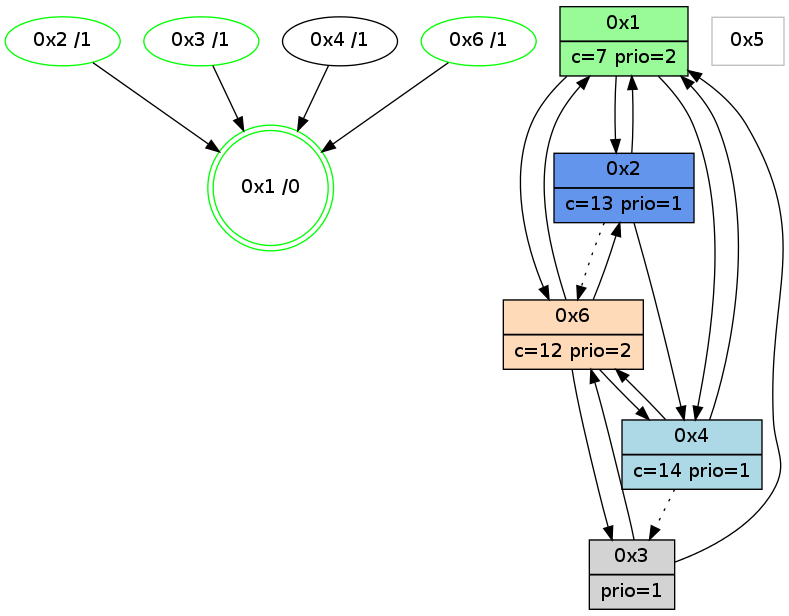 0x2 /1
0x3 /1
0x4 /1
0x6 /1
0x1 /0
0x1
c=7 prio=2
0x5
0x2
c=13 prio=1
0x6
c=12 prio=2
0x4
c=14 prio=1
0x3
prio=1